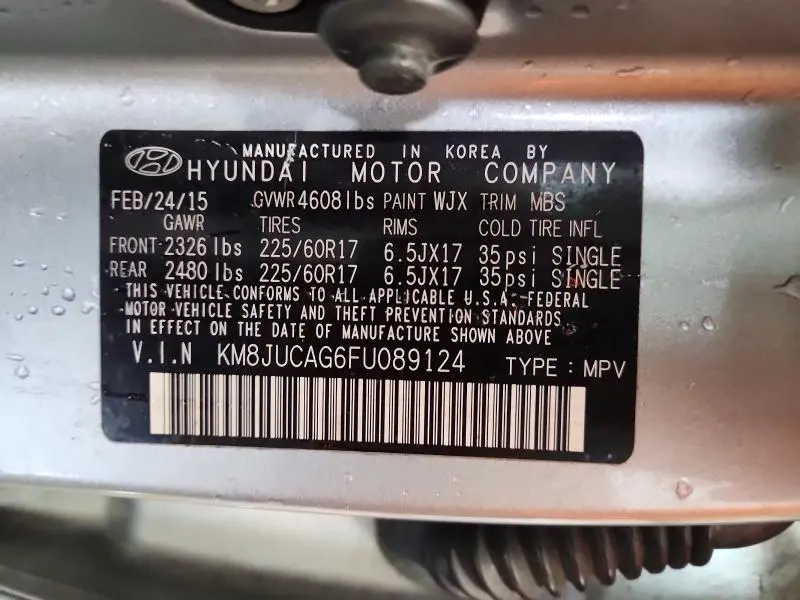 MANUFACTURED IN KOREA BY
HYUNDAI MOTOR COMPANY
FEB/24/15 GVWR 4608lbs PAINT WJX TRIM MBS
GAWR TIRES RIMS COLD TIRE INFL
FRONT-2326 lbs 225/60R17 6.5JX17 35psi SINGLE
REAR 2480 lbs 225/60R17 6.5JX17 35psi SINGLE
THIS VEHICLE CONFORMS TO ALL APPLICABLE U.S.A.-FEDERAL
MOTOR VEHICLE SAFETY AND THEFT PREVENTION STANDARDS
IN EFFECT ON THE DATE OF MANUFACTURE SHOWN ABOVE
V.I.N KM8JUCAG6FU089124 TYPE: MPV